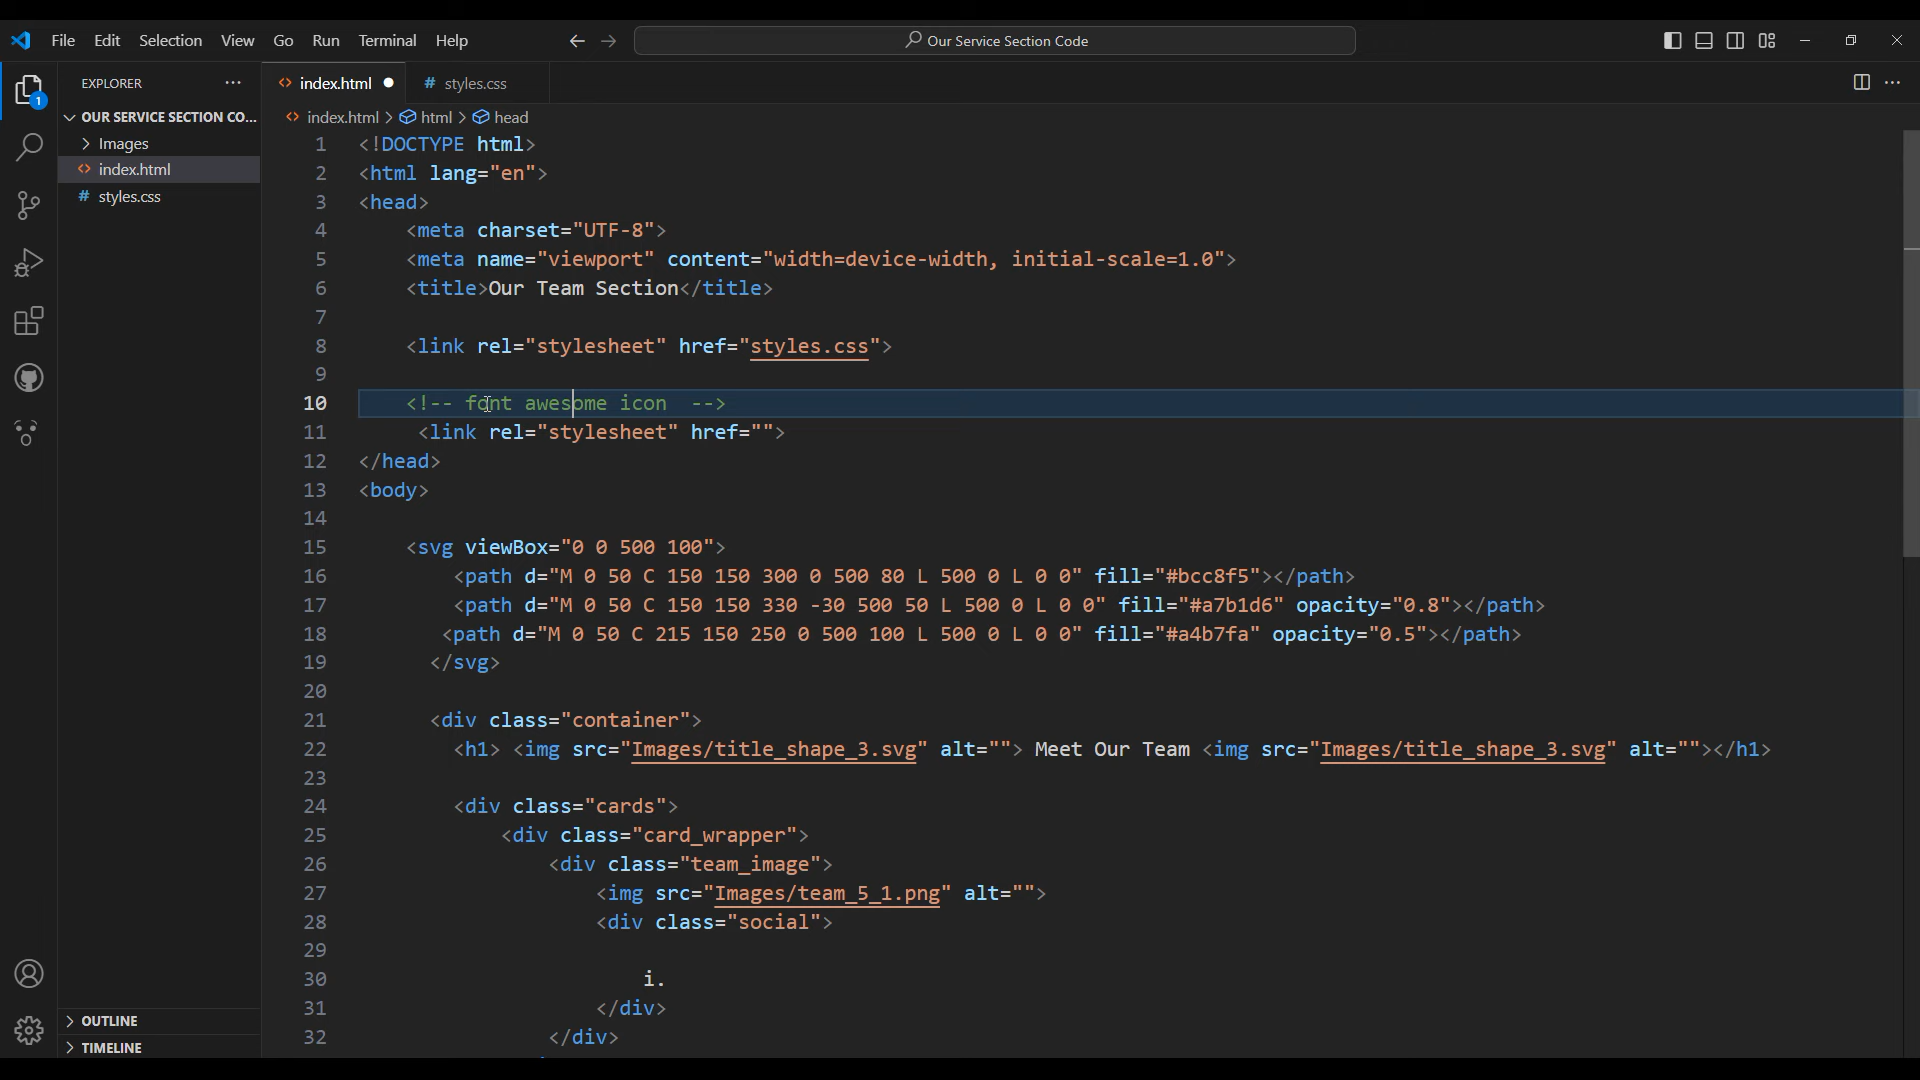 File Edit Selection View Go Run Terminal Help
Our Service Section Code
EXPLORER
1
OUR SERVICE SECTION CO...
Images
index.html
styles.css
OUTLINE
TIMELINE
index.html
styles.css
index.html > html > head
1 <!DOCTYPE html>
2 <html lang="en">
3 <head>
4 <meta charset="UTF-8">
5 <meta name="viewport" content="width=device-width, initial-scale=1.0">
6 <title>Our Team Section</title>
7
8 <link rel="stylesheet" href="styles.css">
9
10 <!-- font awesome icon -->
11 <link rel="stylesheet" href="">
12 </head>
13 <body>
14
15 <svg viewBox="0 0 500 100">
16 <path d="M 0 50 C 150 150 300 0 500 80 L 500 0 L 0 0" fill="#bcc8f5"></path>
17 <path d="M 0 50 C 150 150 330 -30 500 50 L 500 0 L 0 0" fill="#a7b1d6" opacity="0.8"></path>
18 <path d="M 0 50 C 215 150 250 0 500 100 L 500 0 L 0 0" fill="#a4b7fa" opacity="0.5"></path>
19 </svg>
20
21 <div class="container">
22 <h1> <img src="Images/title_shape_3.svg" alt=""> Meet Our Team <img src="Images/title_shape_3.svg" alt=""></h1>
23
24 <div class="cards">
25 <div class="card_wrapper">
26 <div class="team_image">
27 <img src="Images/team_5_1.png" alt="">
28 <div class="social">
29
30 i.
31 </div>
32 </div>